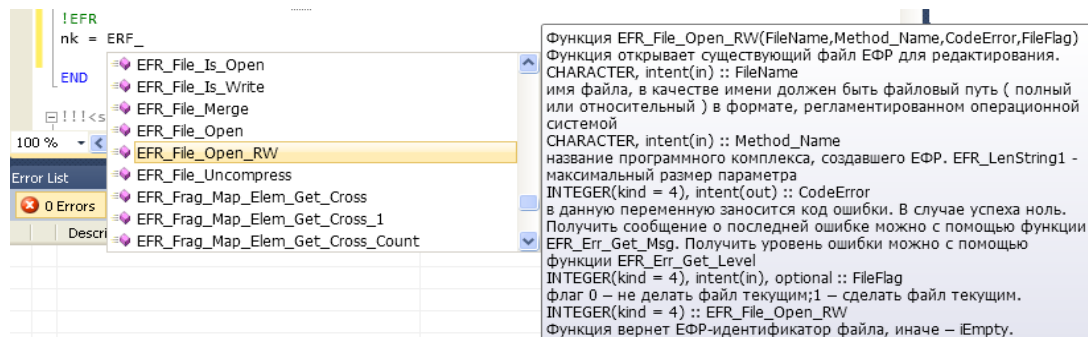 !EFR
nk = ERF_
END
!!!<s
100 %
Error List
0 Errors
Descri
EFR_File_Is_Open
EFR_File_Is_Write
EFR_File_Merge
EFR_File_Open
EFR_File_Open_RW
EFR_File_Uncompress
EFR_Frag_Map_Elem_Get_Cross
EFR_Frag_Map_Elem_Get_Cross_1
EFR_Frag_Map_Elem_Get_Cross_Count
Функция EFR_File_Open_RW(FileName,Method_Name,CodeError,FileFlag)
Функция открывает существующий файл ЕФР для редактирования.
CHARACTER, intent(in) :: FileName
имя файла, в качестве имени должен быть файловый путь ( полный
или относительный ) в формате, регламентированном операционной
системой
CHARACTER, intent(in) :: Method_Name
название программного комплекса, создавшего ЕФР. EFR_LenString1 -
максимальный размер параметра
INTEGER(kind = 4), intent(out) :: CodeError
в данную переменную заносится код ошибки. В случае успеха ноль.
Получить сообщение о последней ошибке можно с помощью функции
EFR_Err_Get_Msg. Получить уровень ошибки можно с помощью
функции EFR_Err_Get_Level
INTEGER(kind = 4), intent(in), optional :: FileFlag
флаг 0 – не делать файл текущим;1 – сделать файл текущим.
INTEGER(kind = 4) :: EFR_File_Open_RW
Функция вернет ЕФР-идентификатор файла, иначе – iEmpty.